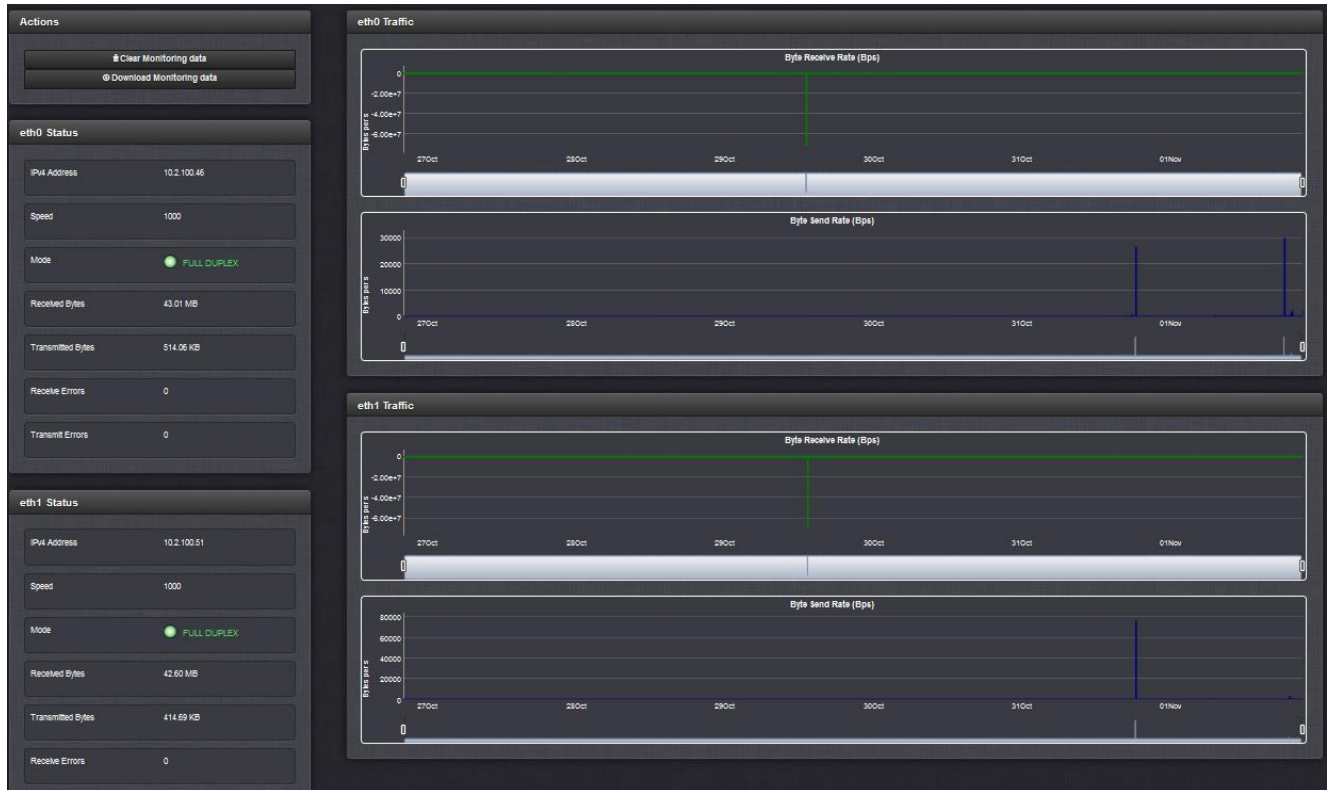 Actions
Clear Monitoring data
Download Monitoring data
eth0 Status
IPv4 Address 10.2.100.46
Speed 1000
Mode FULL DUPLEX
Received Bytes 43.01 MB
Transmitted Bytes 514.06 KB
Receive Errors 0
Transmit Errors 0
eth1 Status
IPv4 Address 10.2.100.51
Speed 1000
Mode FULL DUPLEX
Received Bytes 42.60 MB
Transmitted Bytes 414.69 KB
Receive Errors 0
eth0 Traffic
Byte Receive Rate (Bps)
Bytes per s
0
-2.00e+7
-4.00e+7
-6.00e+7
27Oct 28Oct 29Oct 30Oct 31Oct 01Nov
Byte Send Rate (Bps)
Bytes per s
30000
20000
10000
0
27Oct 28Oct 29Oct 30Oct 31Oct 01Nov
eth1 Traffic
Byte Receive Rate (Bps)
Bytes per s
0
-2.00e+7
-4.00e+7
-6.00e+7
27Oct 28Oct 29Oct 30Oct 31Oct 01Nov
Byte Send Rate (Bps)
Bytes per s
80000
60000
40000
20000
0
27Oct 28Oct 29Oct 30Oct 31Oct 01Nov